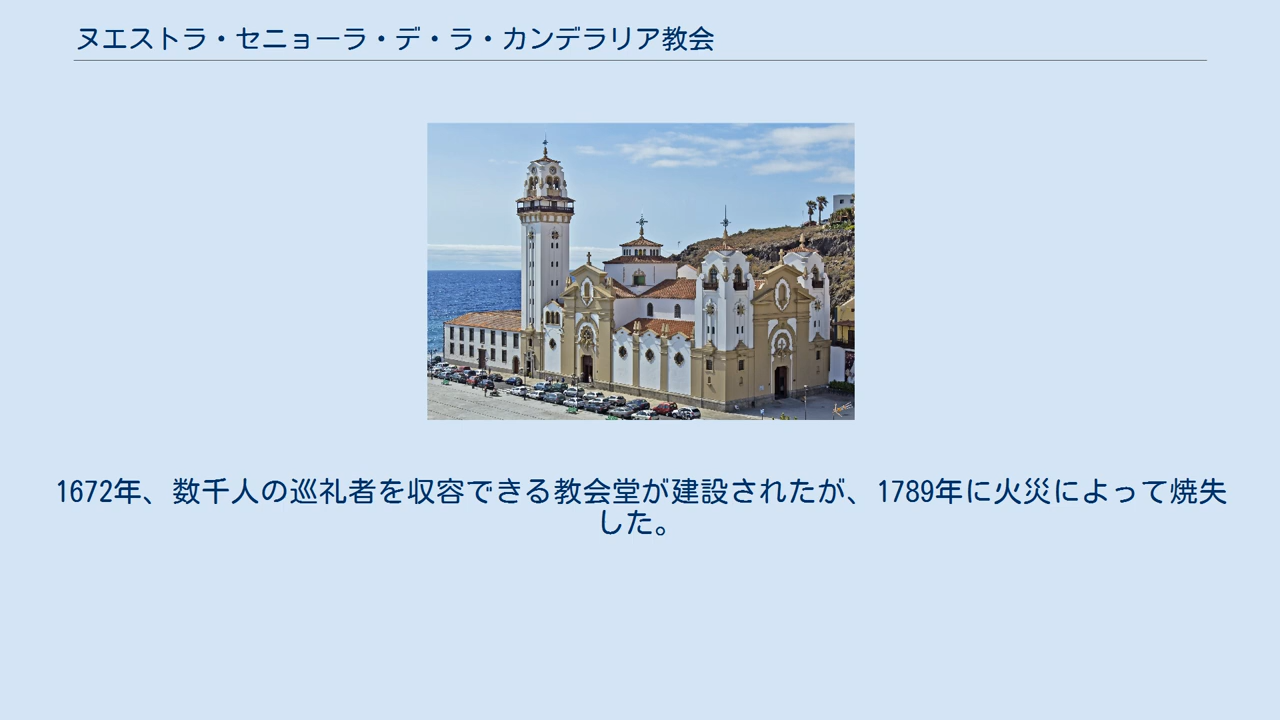 ヌエストラ・セニョーラ・デ・ラ・カンデラリア教会
1672年、数千人の巡礼者を収容できる教会堂が建設されたが、1789年に火災によって焼失
した。